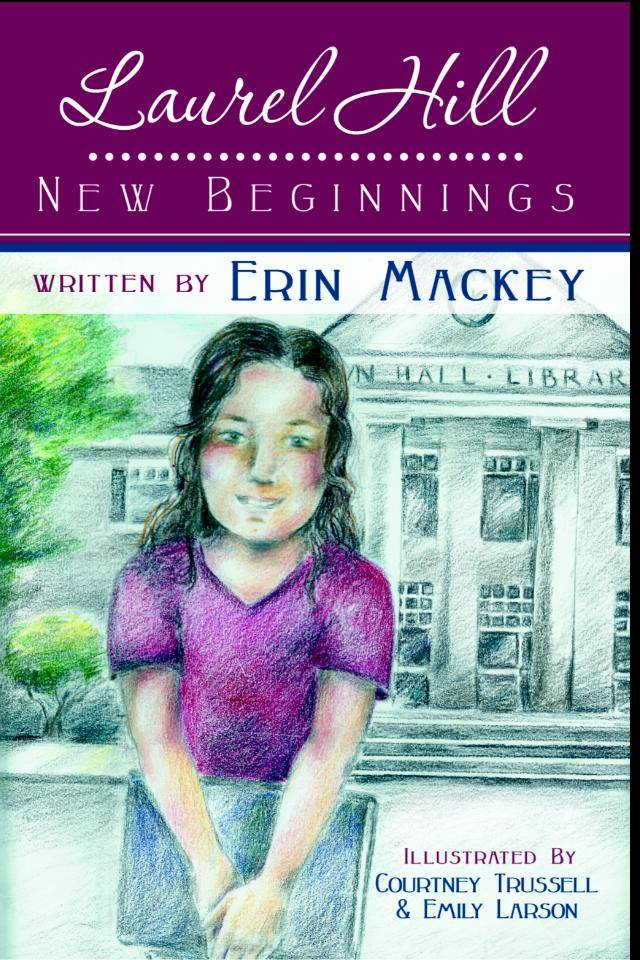 Laurel Hill
New Beginnings
written by Erin Mackey
N HALL · LIBRAR
Illustrated By
Courtney Trussell
& Emily Larson